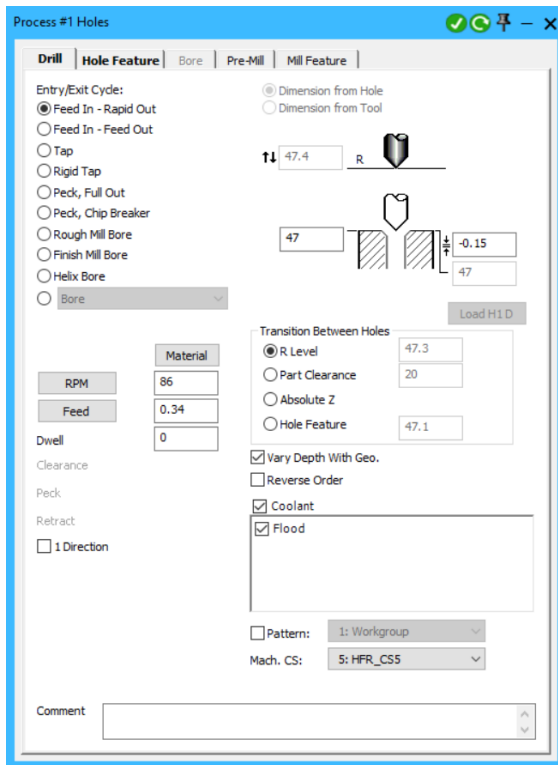 Process #1 Holes
Drill Hole Feature Bore Pre-Mill Mill Feature
Entry/Exit Cycle:
Feed In - Rapid Out
Feed In - Feed Out
Tap
Rigid Tap
Peck, Full Out
Peck, Chip Breaker
Rough Mill Bore
Finish Mill Bore
Helix Bore
Bore
Dimension from Hole
Dimension from Tool
47.4 R
47 -0.15
47
Load H1 D
Material
RPM 86
Feed 0.34
Dwell 0
Clearance
Peck
Retract
1 Direction
Transition Between Holes
R Level 47.3
Part Clearance 20
Absolute Z
Hole Feature 47.1
Vary Depth With Geo.
Reverse Order
Coolant
Flood
Pattern: 1: Workgroup
Mach. CS: 5: HFR_CS5
Comment